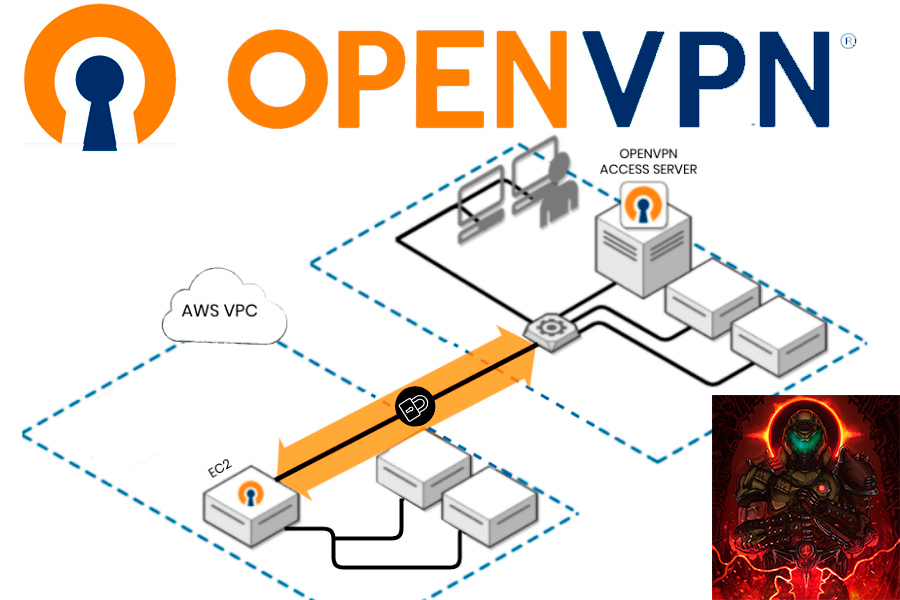 OPENVPN®
OPENVPN
ACCESS SERVER
AWS VPC
EC2